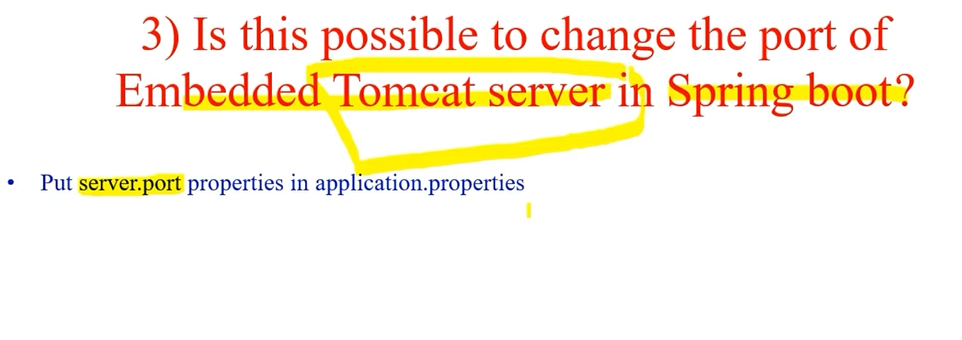 3) Is this possible to change the port of
Embedded Tomcat server in Spring boot?
• Put server.port properties in application.properties